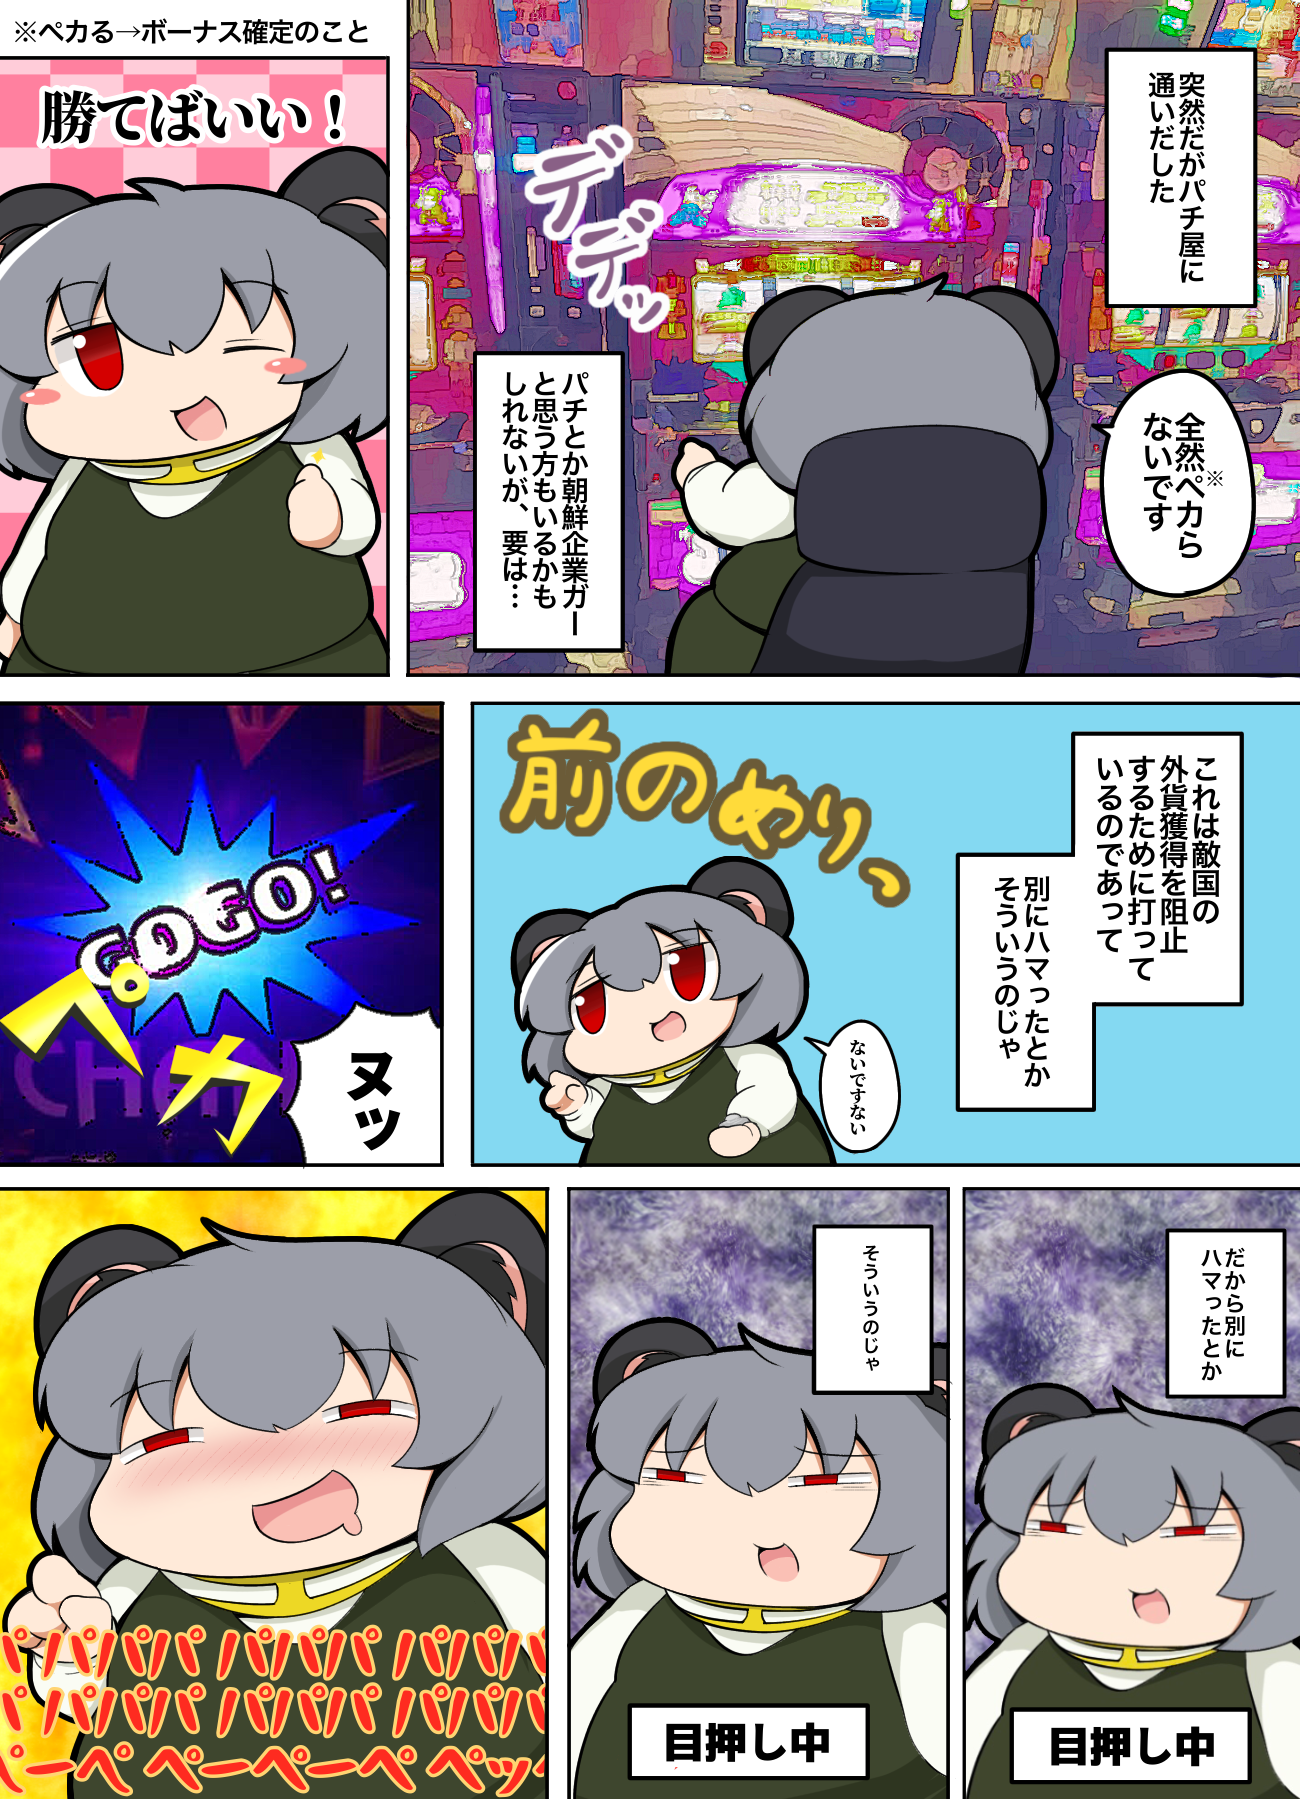 突然だがパチ屋に
通いだした
デデデッ
全然ペカら
※
ないです
パチとか朝鮮企業ガー
と思う方もいるかも
しれないが、要は…
※ペカる→ボーナス確定のこと
勝てばいい！
これは敵国の
外貨獲得を阻止
するために打って
いるのであって
別にハマったとか
そういうのじゃ
前のめりっ
ないですない
GOGO!
CHAN
ペカ
ヌッ
だから別に
ハマったとか
目押し中
そういうのじゃ
目押し中
パ パパパ パパパ パパパ
パ パパパ パパパ パパパ
ペーペ ペーペーペ ペッペ